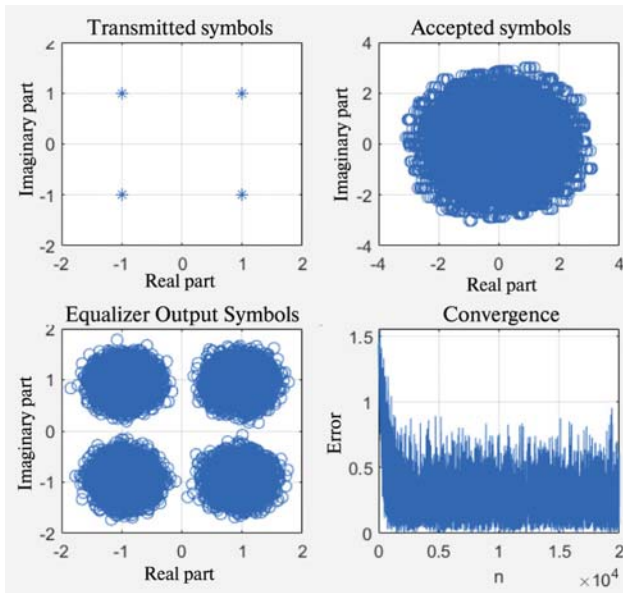 Transmitted symbols
Imaginary part
2
1
0
-1
-2
-2 -1 0 1 2
Real part
Accepted symbols
Imaginary part
4
2
0
-2
-4
-4 -2 0 2 4
Real part
Equalizer Output Symbols
Imaginary part
2
1
0
-1
-2
-2 -1 0 1 2
Real part
Convergence
Error
1.5
1
0.5
0
0 0.5 1 1.5 2
n ×10⁴